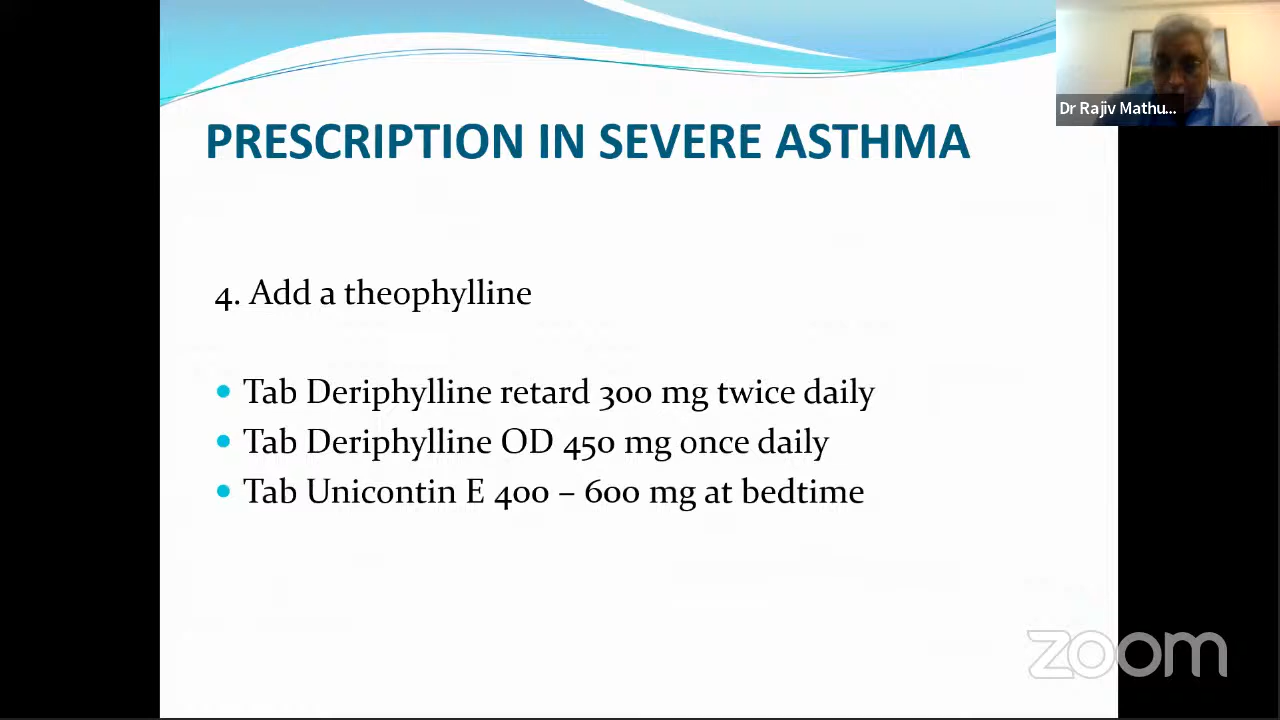 Dr Rajiv Mathu...
PRESCRIPTION IN SEVERE ASTHMA
4. Add a theophylline
• Tab Deriphylline retard 300 mg twice daily
• Tab Deriphylline OD 450 mg once daily
• Tab Unicontin E 400 – 600 mg at bedtime
zoom